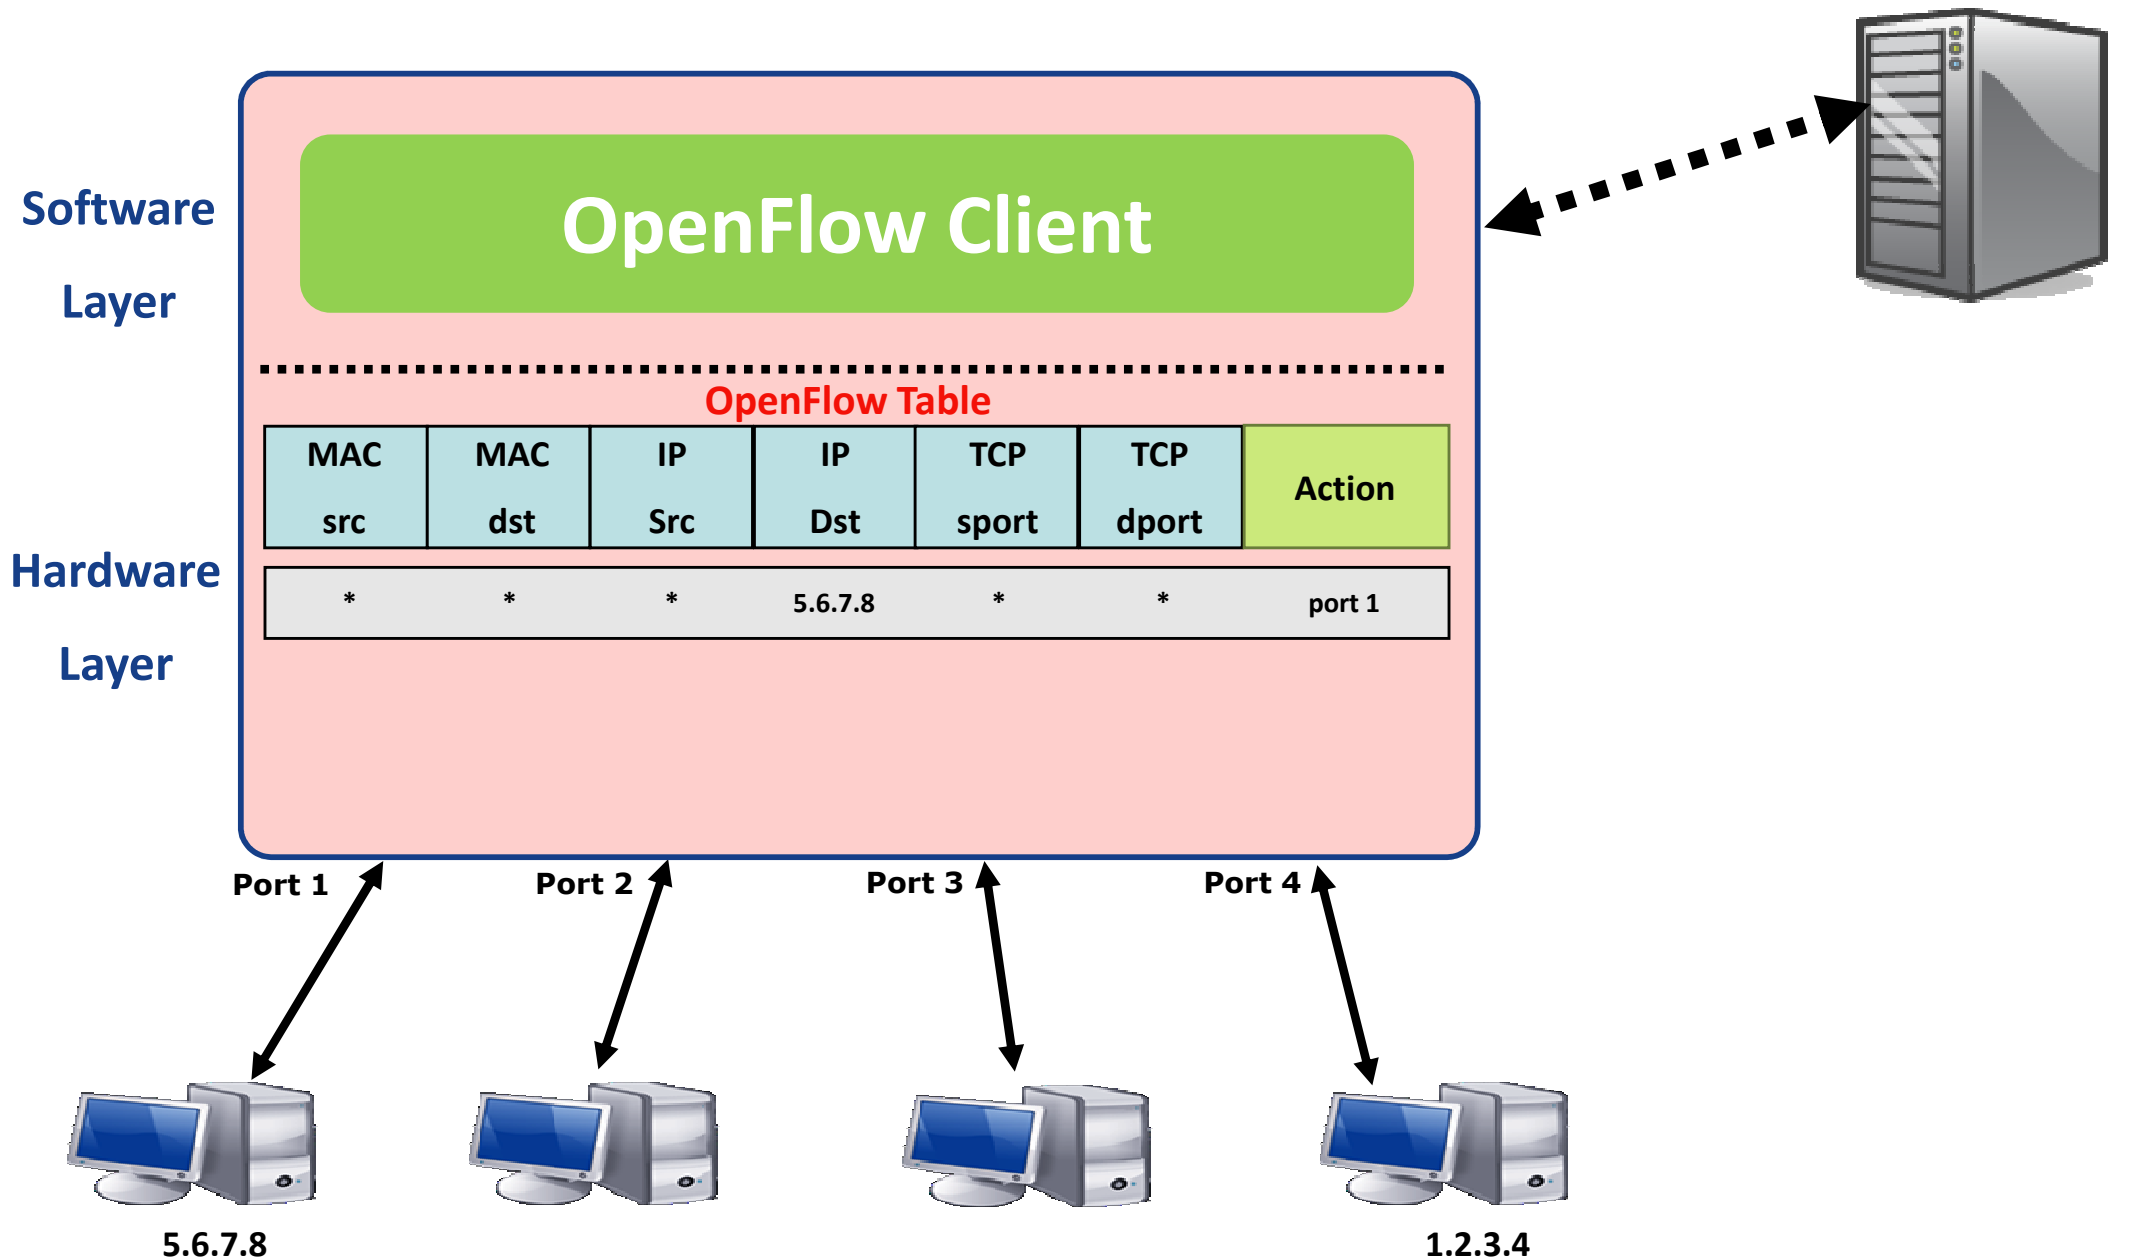 Software
Layer
OpenFlow Client
OpenFlow Table
MAC src
MAC dst
IP Src
IP Dst
TCP sport
TCP dport
Action
Hardware
Layer
* * * 5.6.7.8 * * port 1
Port 1
Port 2
Port 3
Port 4
5.6.7.8
1.2.3.4